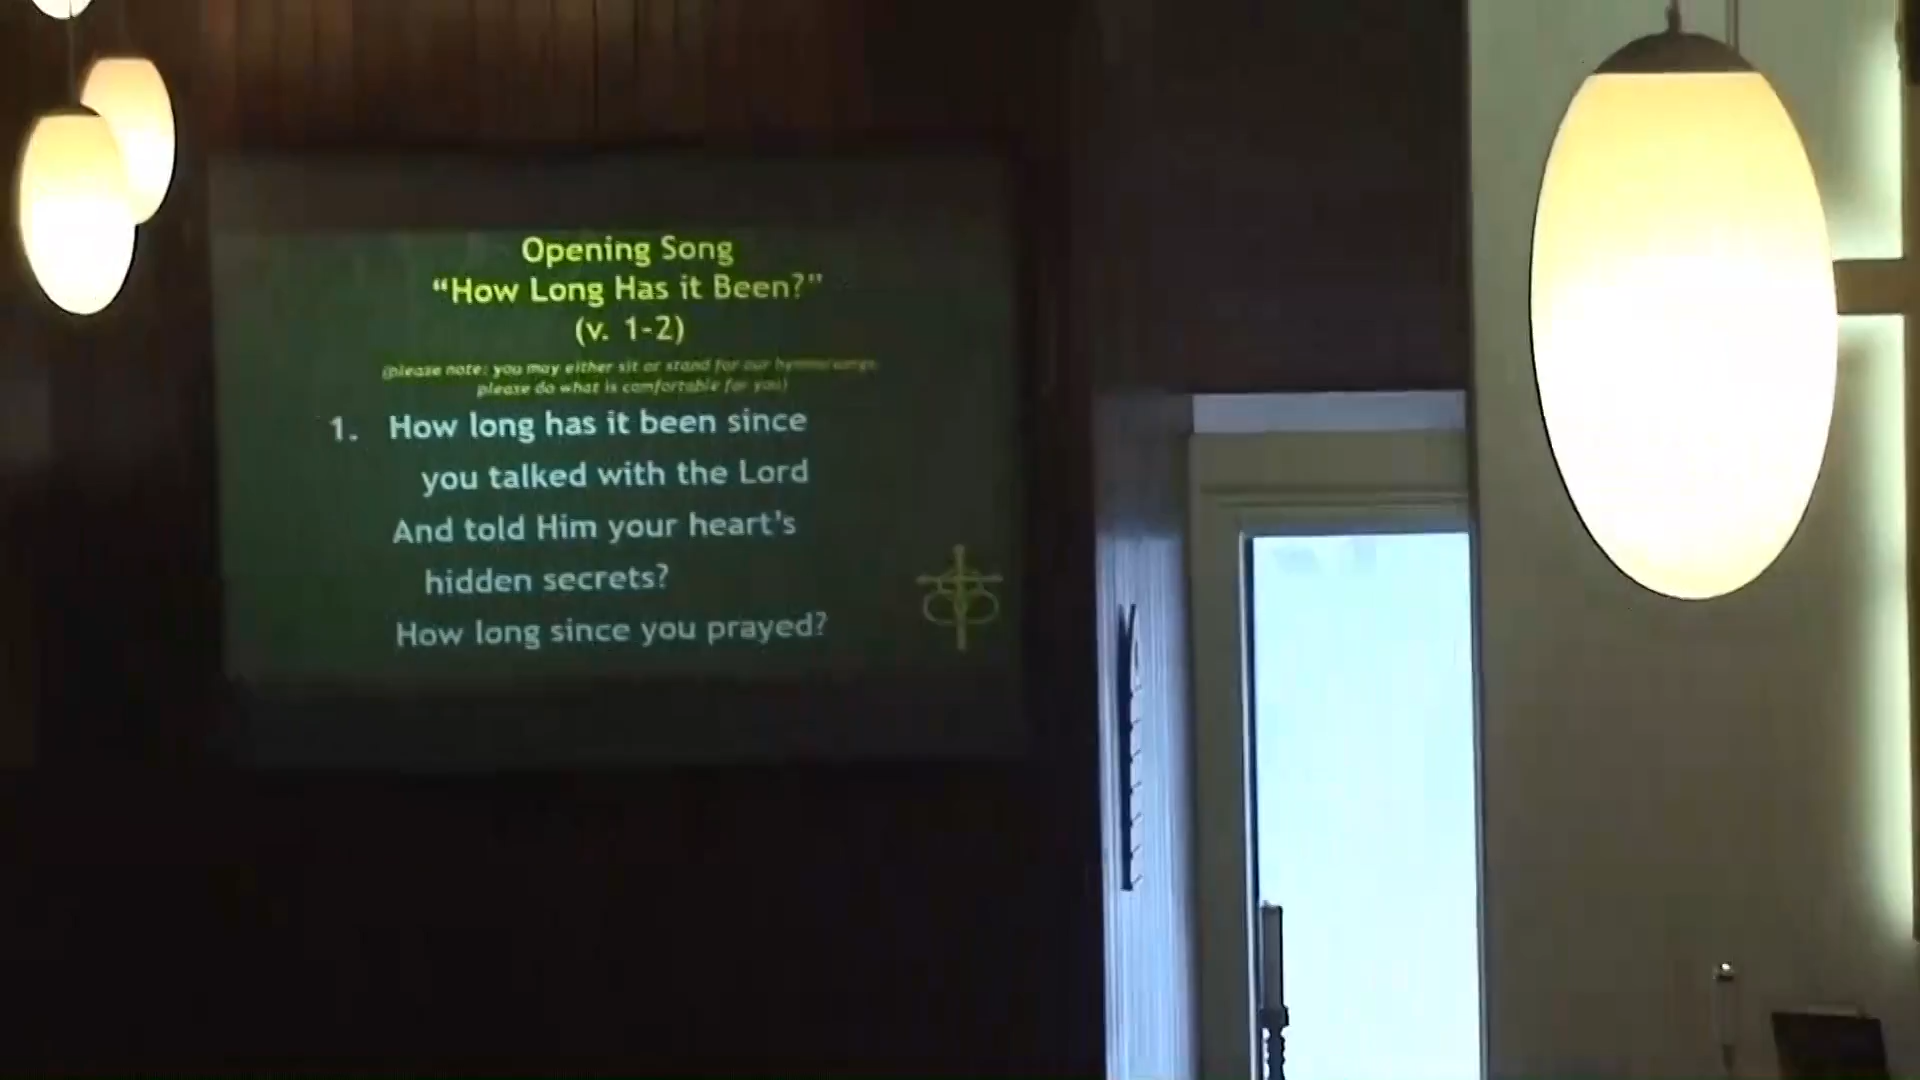 Opening Song
“How Long Has it Been?”
(v. 1-2)
(please note: you may either sit or stand for our hymns/songs
please do what is comfortable for you)
1. How long has it been since
you talked with the Lord
And told Him your heart’s
hidden secrets?
How long since you prayed?